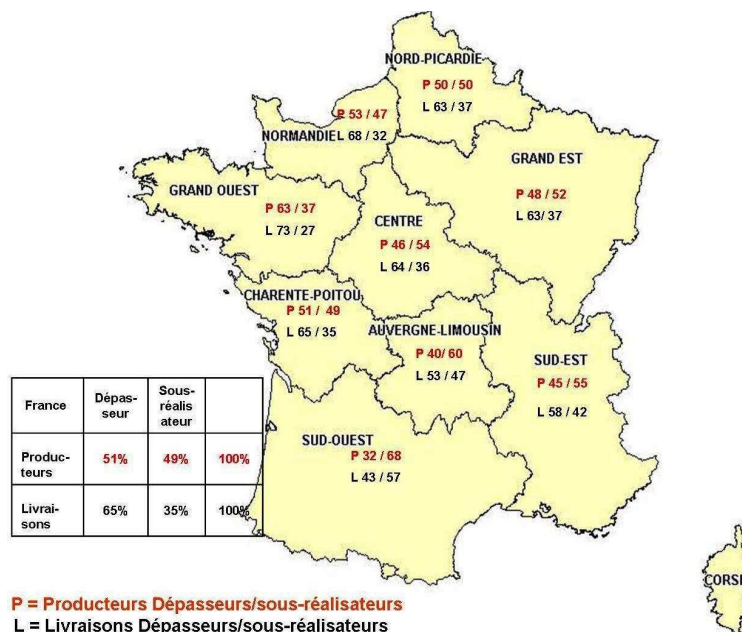 NORD-PICARDIE
P 50 / 50
L 63 / 37
P 53 / 47
NORMANDIE L 68 / 32
GRAND EST
P 48 / 52
L 63/ 37
GRAND OUEST
P 63 / 37
L 73 / 27
CENTRE
P 46 / 54
L 64 / 36
CHARENTE-POITOU
P 51 / 49
L 65 / 35
AUVERGNE-LIMOUSIN
P 40/ 60
L 53 / 47
SUD-EST
P 45 / 55
L 58 / 42
SUD-OUEST
P 32 / 68
L 43 / 57
France Dépas-seur Sous-réalisateur
Produc-teurs 51% 49% 100%
Livrai-sons 65% 35% 100%
CORSE
P = Producteurs Dépasseurs/sous-réalisateurs
L = Livraisons Dépasseurs/sous-réalisateurs